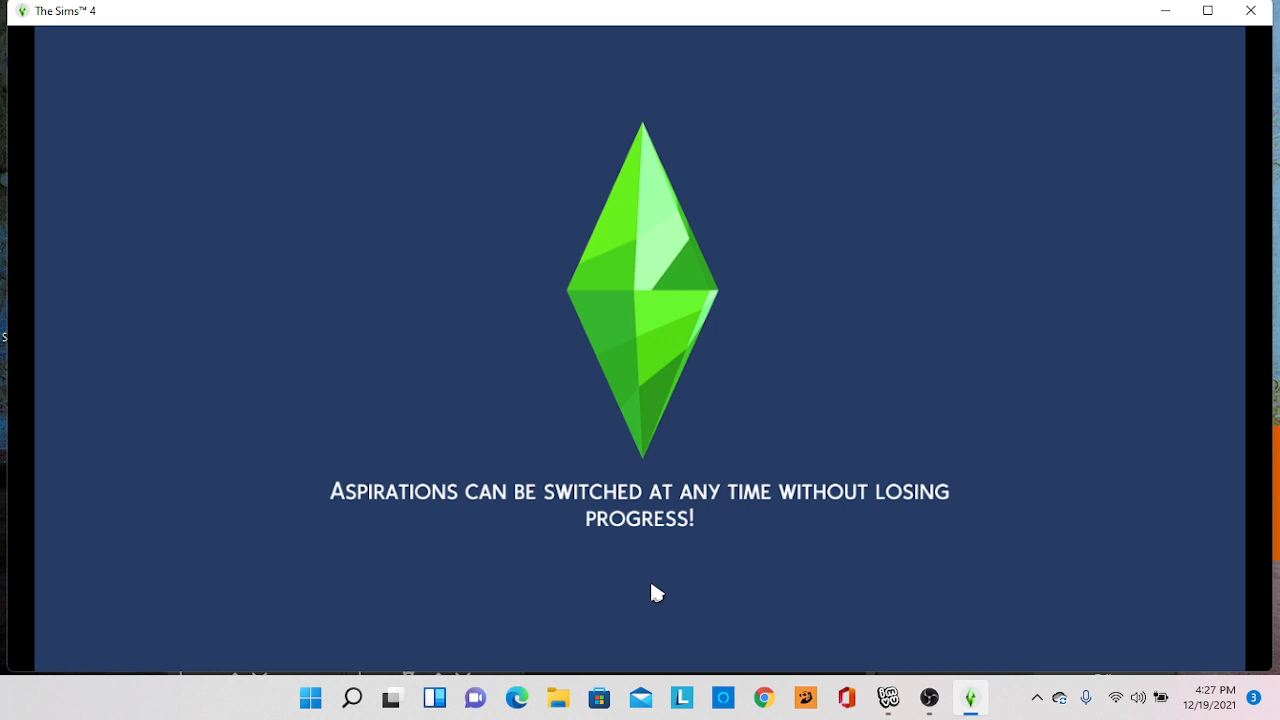 The Sims™ 4
ASPIRATIONS CAN BE SWITCHED AT ANY TIME WITHOUT LOSING
PROGRESS!
4:27 PM
12/19/2021
3